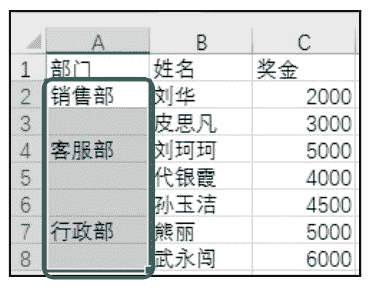 A B C
1 部门 姓名 奖金
2 销售部 刘华 2000
3 皮思凡 3000
4 客服部 刘珂珂 5000
5 代银霞 4000
6 孙玉洁 4500
7 行政部 熊丽 5000
8 武永闯 6000